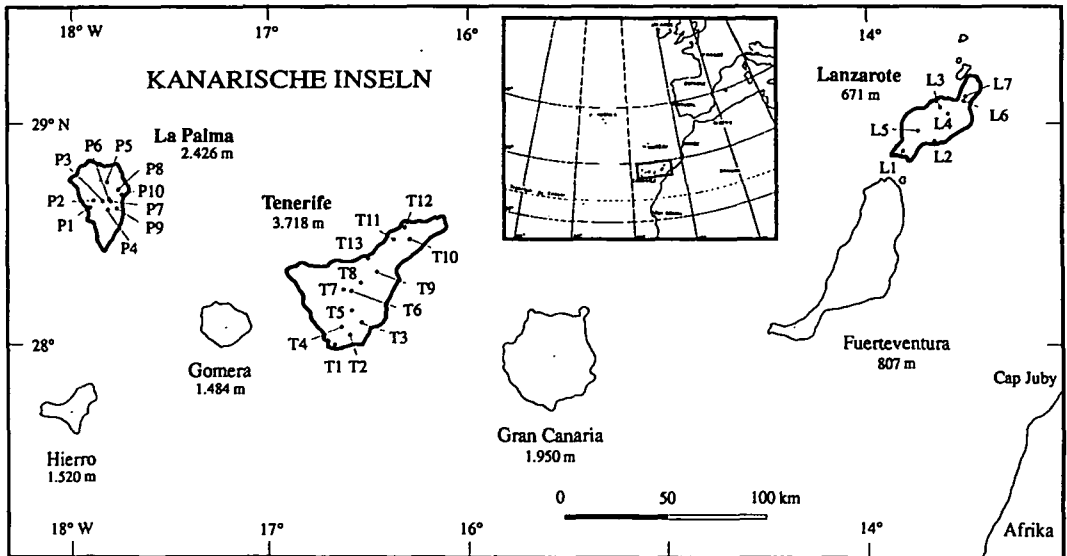 18° W
17°
16°
14°
KANARISCHE INSELN
29° N
La Palma
2.426 m
P6
P5
P3
P8
P10
P2
P7
P1
P9
P4
Tenerife
3.718 m
T12
T11
T13
T10
T8
T7
T9
T6
T5
T4
T3
T1
T2
Lanzarote
671 m
L3
L7
L6
L5
L4
L2
L1
28°
28°
Gomera
1.484 m
Hierro
1.520 m
Gran Canaria
1.950 m
Fuerteventura
807 m
Cap Juby
Afrika
0
50
100 km
18° W
17°
16°
14°